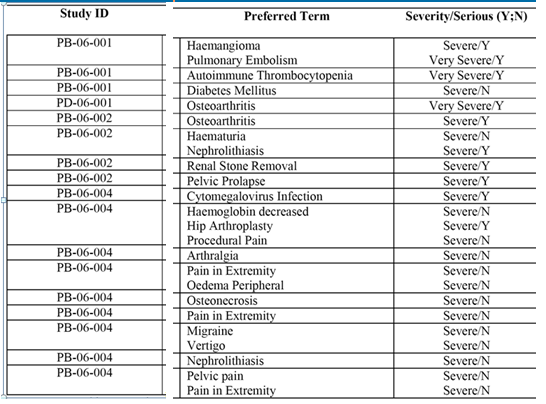 Study ID Preferred Term Severity/Serious (Y;N)
PB-06-001 Haemangioma Severe/Y
Pulmonary Embolism Very Severe/Y
PB-06-001 Autoimmune Thrombocytopenia Very Severe/Y
PB-06-001 Diabetes Mellitus Severe/N
PD-06-001 Osteoarthritis Very Severe/Y
PB-06-002 Osteoarthritis Severe/Y
PB-06-002 Haematuria Severe/N
Nephrolithiasis Severe/Y
PB-06-002 Renal Stone Removal Severe/Y
PB-06-002 Pelvic Prolapse Severe/Y
PB-06-004 Cytomegalovirus Infection Severe/Y
PB-06-004 Haemoglobin decreased Severe/N
Hip Arthroplasty Severe/Y
Procedural Pain Severe/N
PB-06-004 Arthralgia Severe/N
PB-06-004 Pain in Extremity Severe/N
Oedema Peripheral Severe/N
PB-06-004 Osteonecrosis Severe/N
PB-06-004 Pain in Extremity Severe/N
PB-06-004 Migraine Severe/N
Vertigo Severe/N
PB-06-004 Nephrolithiasis Severe/N
PB-06-004 Pelvic pain Severe/N
Pain in Extremity Severe/N